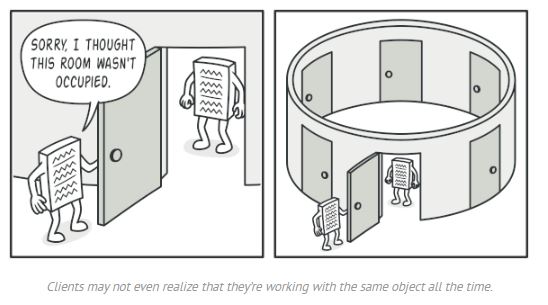 SORRY, I THOUGHT
THIS ROOM WASN'T
OCCUPIED.
Clients may not even realize that they're working with the same object all the time.